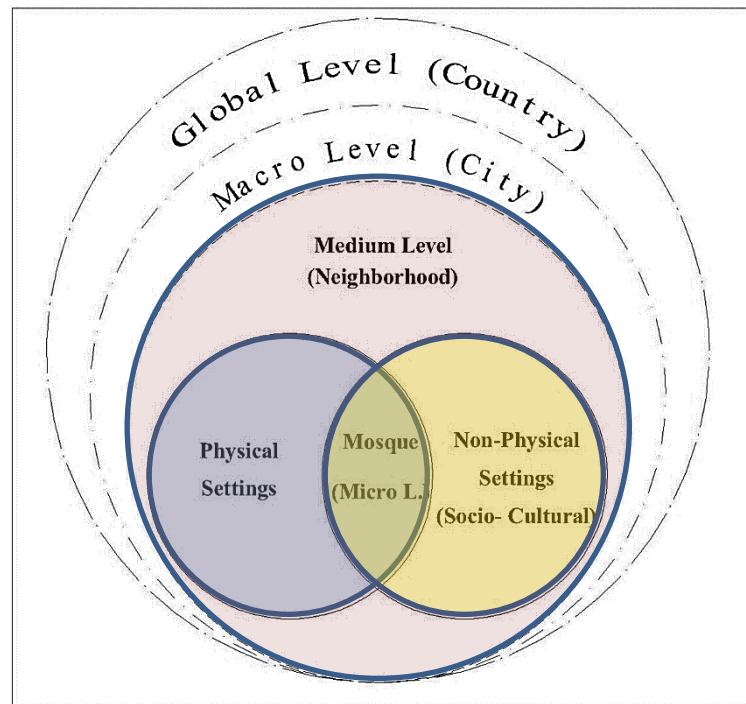 Global Level (Country)
Macro Level (City)
Medium Level
(Neighborhood)
Physical
Settings
Mosque
(Micro L.)
Non-Physical
Settings
(Socio- Cultural)